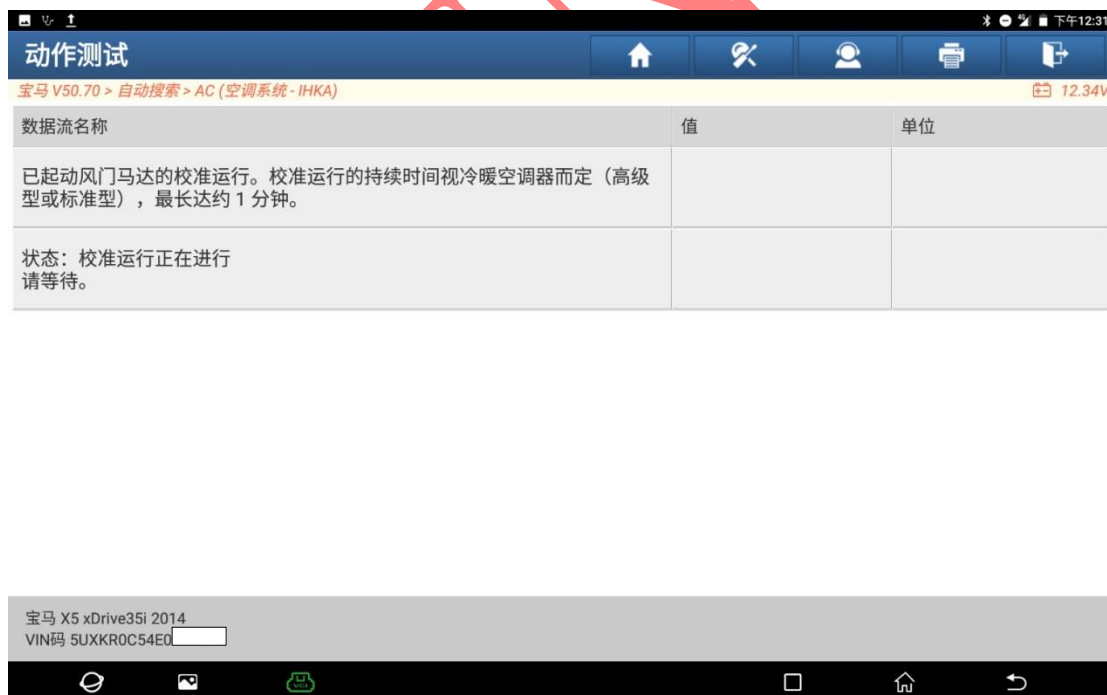 下午12:31
动作测试
宝马 V50.70 > 自动搜索 > AC (空调系统 - IHKA)
12.34V
数据流名称 值 单位
已起动风门马达的校准运行。校准运行的持续时间视冷暖空调器而定（高级
型或标准型），最长达约 1 分钟。
状态：校准运行正在进行
请等待。
宝马 X5 xDrive35i 2014
VIN码 5UXKR0C54E0
VCI